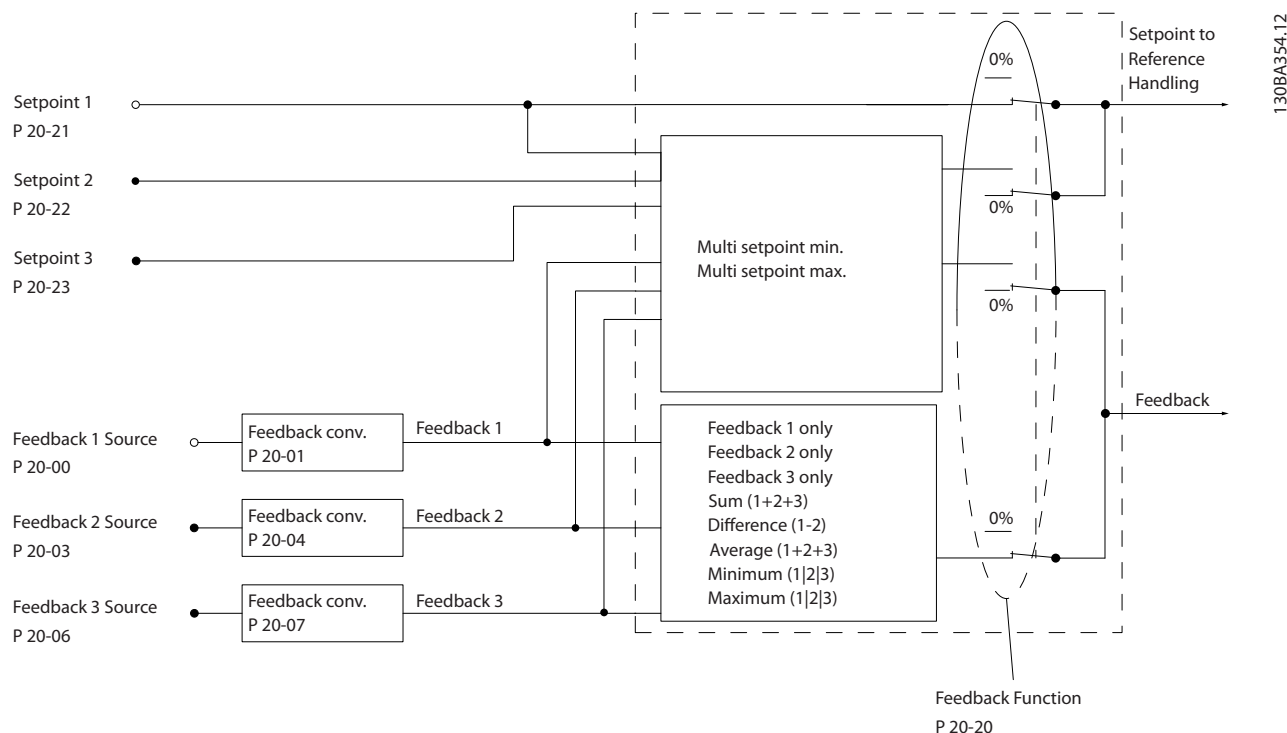 130BA354.12
0%
Setpoint to
Reference
Handling
Setpoint 1
P 20-21
Setpoint 2
P 20-22
0%
Setpoint 3
P 20-23
Multi setpoint min.
Multi setpoint max.
0%
Feedback
Feedback 1 Source
P 20-00
Feedback conv.
P 20-01
Feedback 1
Feedback 2 Source
P 20-03
Feedback conv.
P 20-04
Feedback 2
Feedback 3 Source
P 20-06
Feedback conv.
P 20-07
Feedback 3
Feedback 1 only
Feedback 2 only
Feedback 3 only
Sum (1+2+3)
Difference (1-2)
Average (1+2+3)
Minimum (1|2|3)
Maximum (1|2|3)
0%
Feedback Function
P 20-20